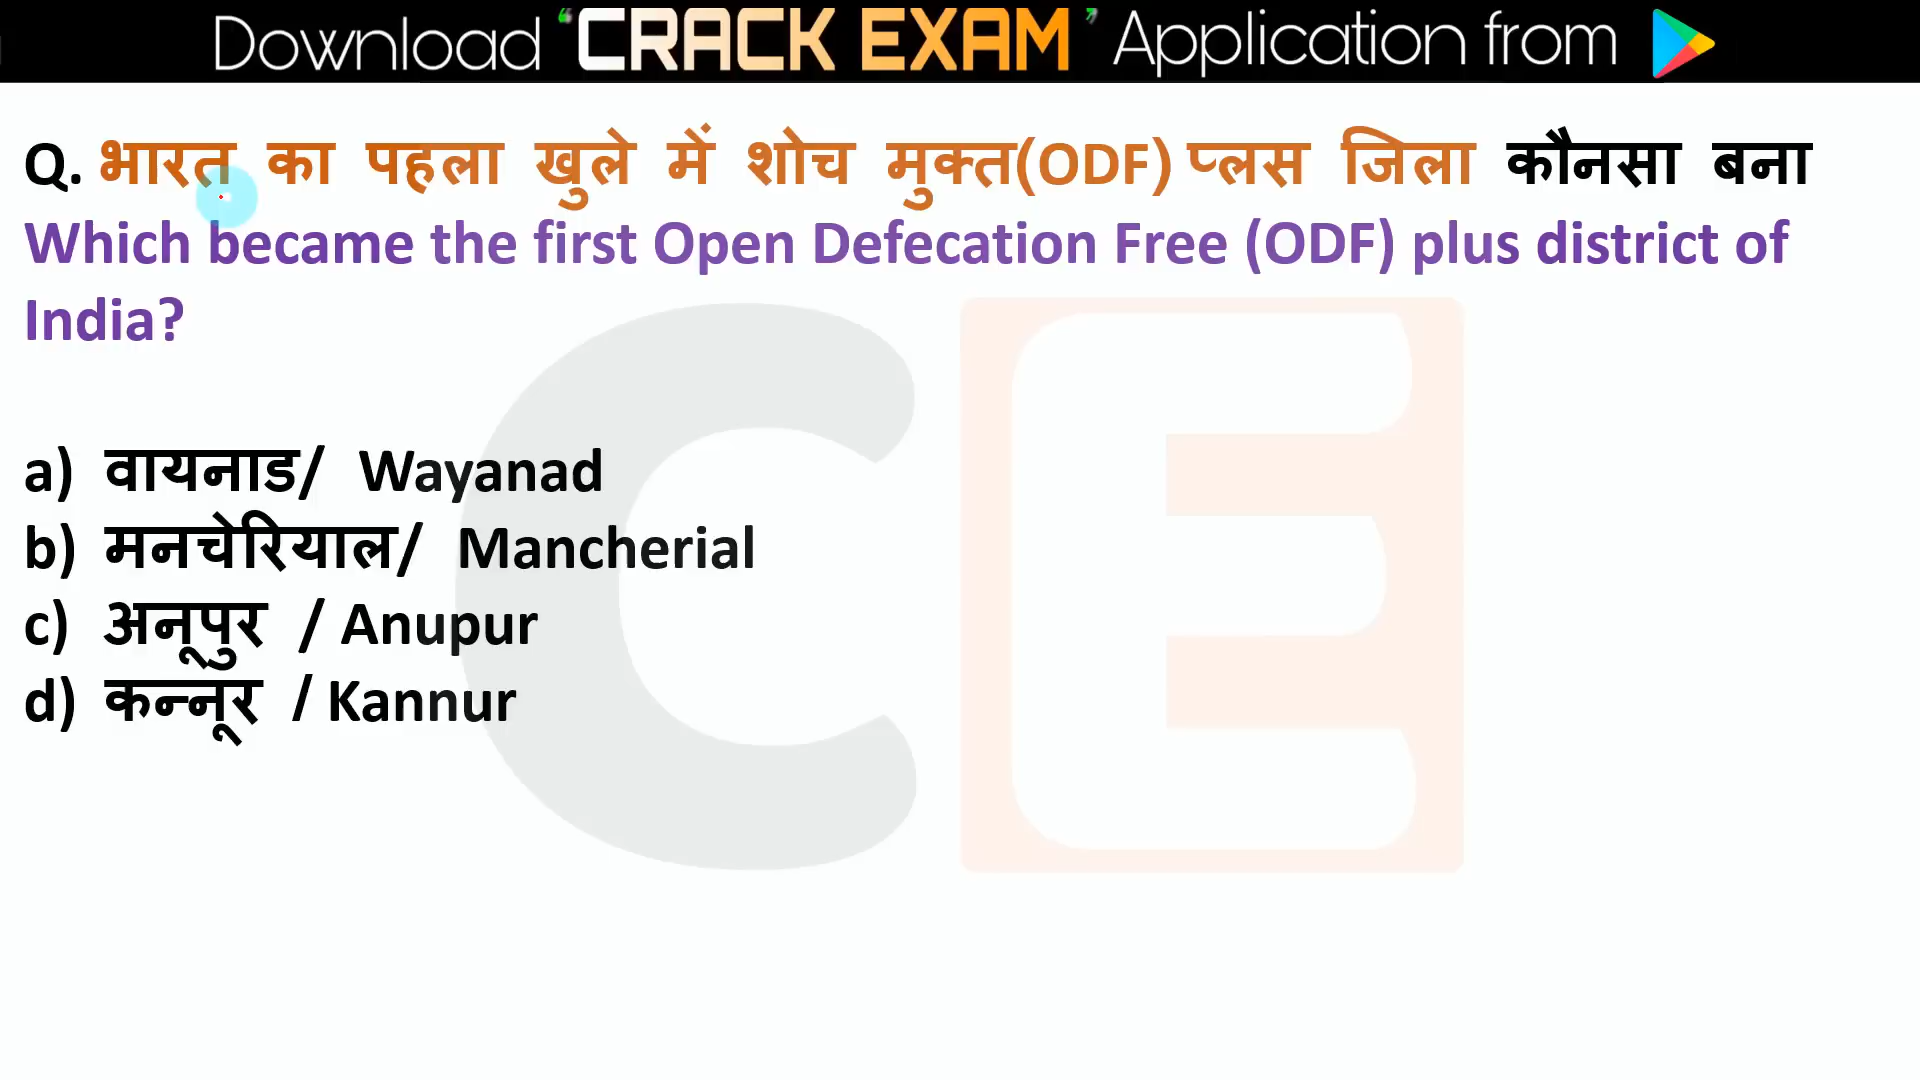 Download ‘CRACK EXAM’ Application from
Q. भारत का पहला खुले में शोच मुक्त(ODF) प्लस जिला कौनसा बना
Which became the first Open Defecation Free (ODF) plus district of
India?
a) वायनाड/ Wayanad
b) मनचेरियाल/ Mancherial
c) अनूपुर / Anupur
d) कन्नूर / Kannur
CE